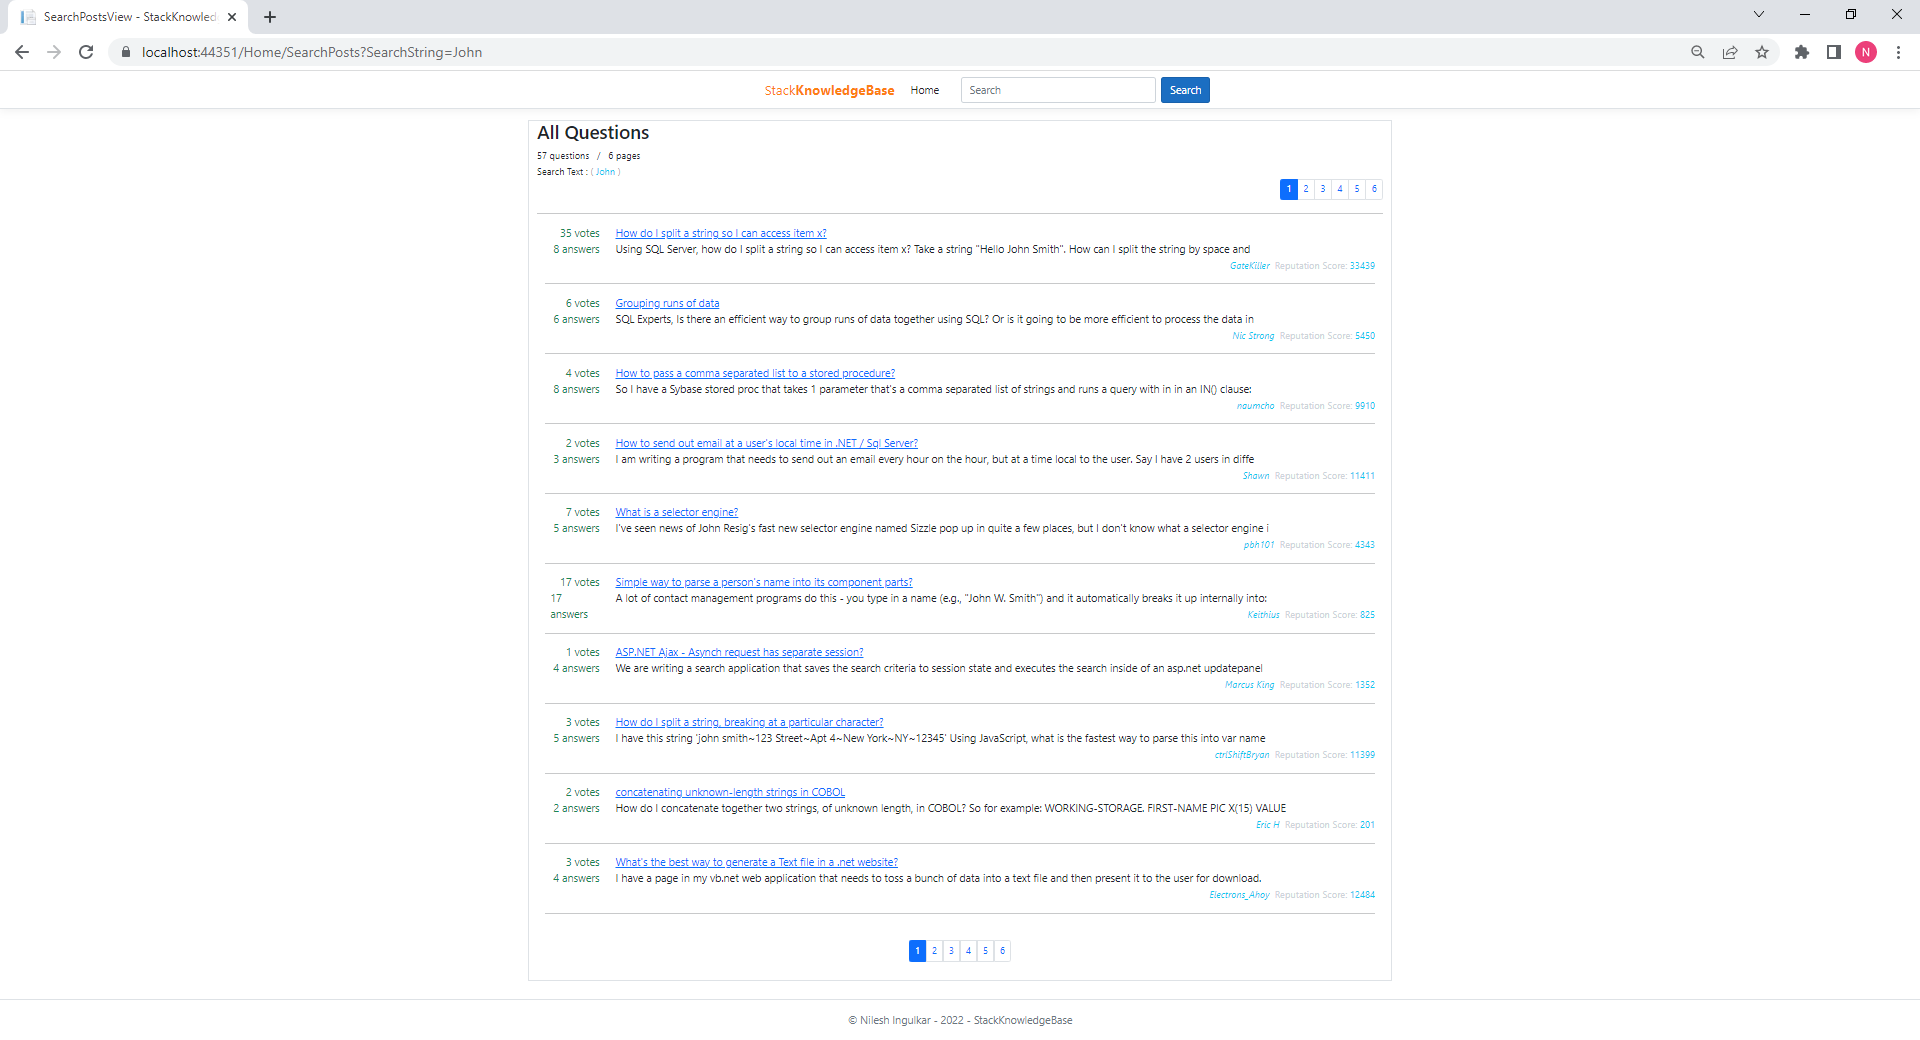 SearchPostsView - StackKnowled
localhost:44351/Home/SearchPosts?SearchString=John
N
StackKnowledgeBase Home Search Search
All Questions
57 questions / 6 pages
Search Text : ( John )
1 2 3 4 5 6
35 votes How do I split a string so I can access item x?
8 answers Using SQL Server, how do I split a string so I can access item x? Take a string "Hello John Smith". How can I split the string by space and
GateKiller Reputation Score: 33439
6 votes Grouping runs of data
6 answers SQL Experts, Is there an efficient way to group runs of data together using SQL? Or is it going to be more efficient to process the data in
Nic Strong Reputation Score: 5450
4 votes How to pass a comma separated list to a stored procedure?
8 answers So I have a Sybase stored proc that takes 1 parameter that's a comma separated list of strings and runs a query with in in an IN() clause:
naumcho Reputation Score: 9910
2 votes How to send out email at a user's local time in .NET / Sql Server?
3 answers I am writing a program that needs to send out an email every hour on the hour, but at a time local to the user. Say I have 2 users in diffe
Shawn Reputation Score: 11411
7 votes What is a selector engine?
5 answers I've seen news of John Resig's fast new selector engine named Sizzle pop up in quite a few places, but I don't know what a selector engine i
pbh101 Reputation Score: 4343
17 votes Simple way to parse a person's name into its component parts?
17 A lot of contact management programs do this - you type in a name (e.g., "John W. Smith") and it automatically breaks it up internally into:
answers Keithius Reputation Score: 825
1 votes ASP.NET Ajax - Asynch request has separate session?
4 answers We are writing a search application that saves the search criteria to session state and executes the search inside of an asp.net updatepanel
Marcus King Reputation Score: 1352
3 votes How do I split a string, breaking at a particular character?
5 answers I have this string 'john smith~123 Street~Apt 4~New York~NY~12345' Using JavaScript, what is the fastest way to parse this into var name
ctrlShiftBryan Reputation Score: 11399
2 votes concatenating unknown-length strings in COBOL
2 answers How do I concatenate together two strings, of unknown length, in COBOL? So for example: WORKING-STORAGE. FIRST-NAME PIC X(15) VALUE
Eric H Reputation Score: 201
3 votes What's the best way to generate a Text file in a .net website?
4 answers I have a page in my vb.net web application that needs to toss a bunch of data into a text file and then present it to the user for download.
Electrons_Ahoy Reputation Score: 12484
1 2 3 4 5 6
© Nilesh Ingulkar - 2022 - StackKnowledgeBase